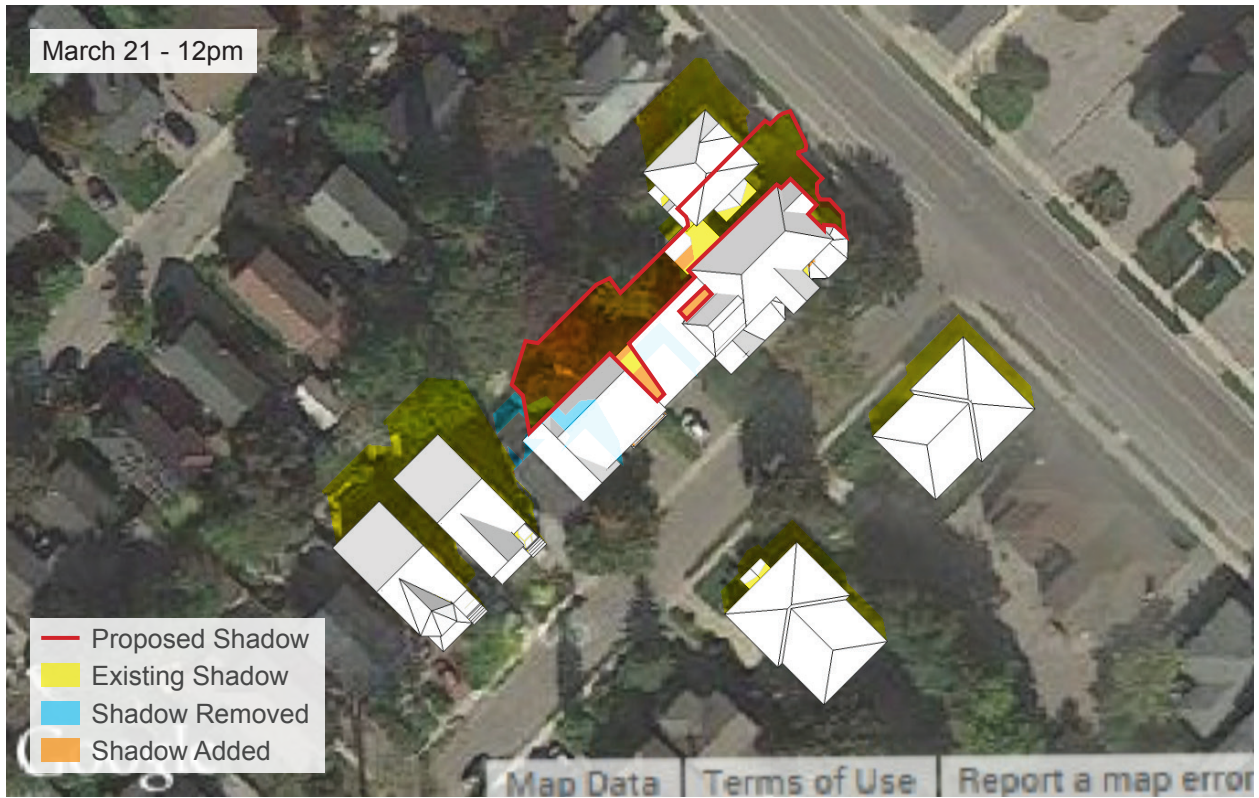 March 21 - 12pm
Proposed Shadow
Existing Shadow
Shadow Removed
Shadow Added
Google
Map Data
Terms of Use
Report a map error